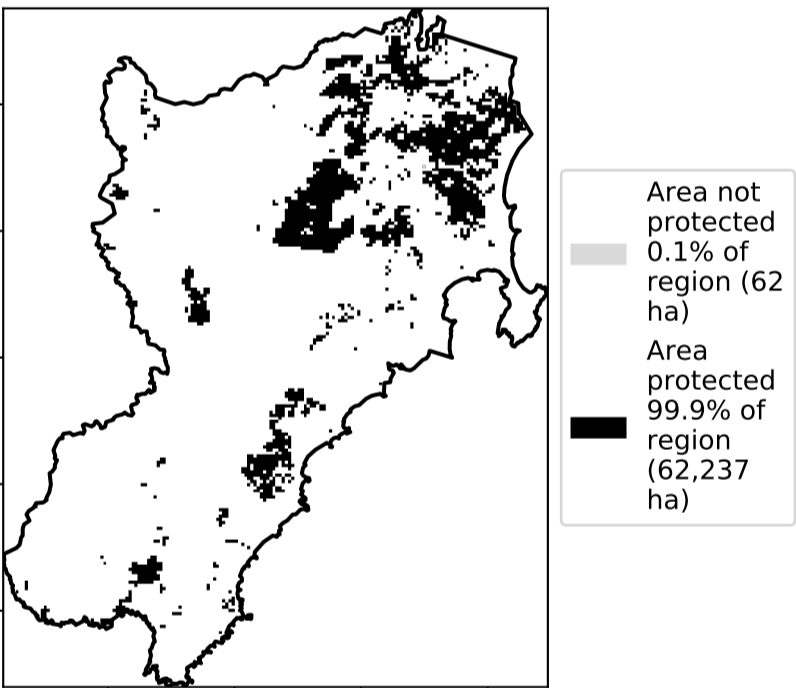 Area not
protected
0.1% of
region (62
ha)
Area
protected
99.9% of
region
(62,237
ha)